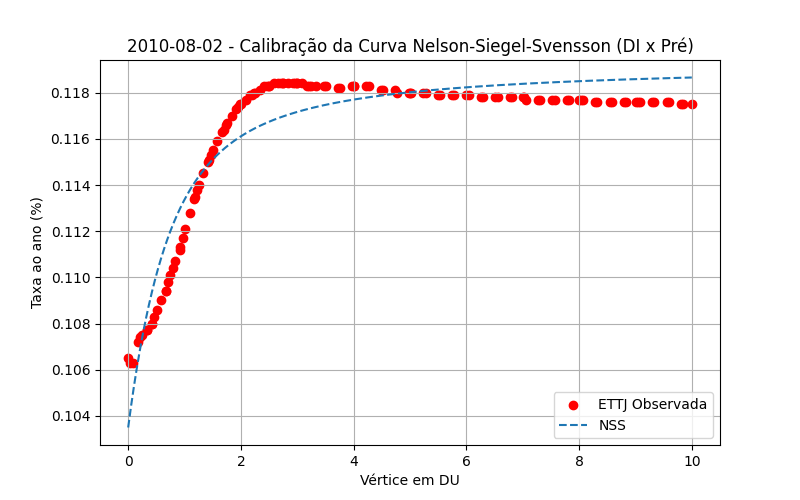 2010-08-02 - Calibração da Curva Nelson-Siegel-Svensson (DI x Pré)
Taxa ao ano (%)
0.118
0.116
0.114
0.112
0.110
0.108
0.106
0.104
ETTJ Observada
NSS
0 2 4 6 8 10
Vértice em DU